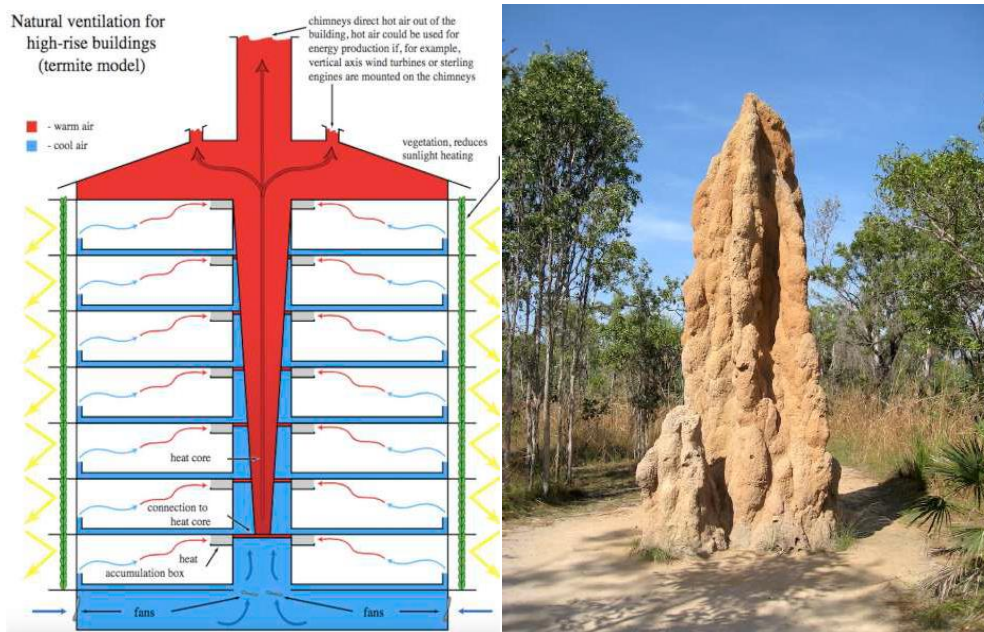 Natural ventilation for
high-rise buildings
(termite model)
- warm air
- cool air
chimneys direct hot air out of the
building, hot air could be used for
energy production if, for example,
vertical axis wind turbines or sterling
engines are mounted on the chimneys
vegetation, reduces
sunlight heating
heat core
connection to
heat core
heat
accumulation box
fans
fans